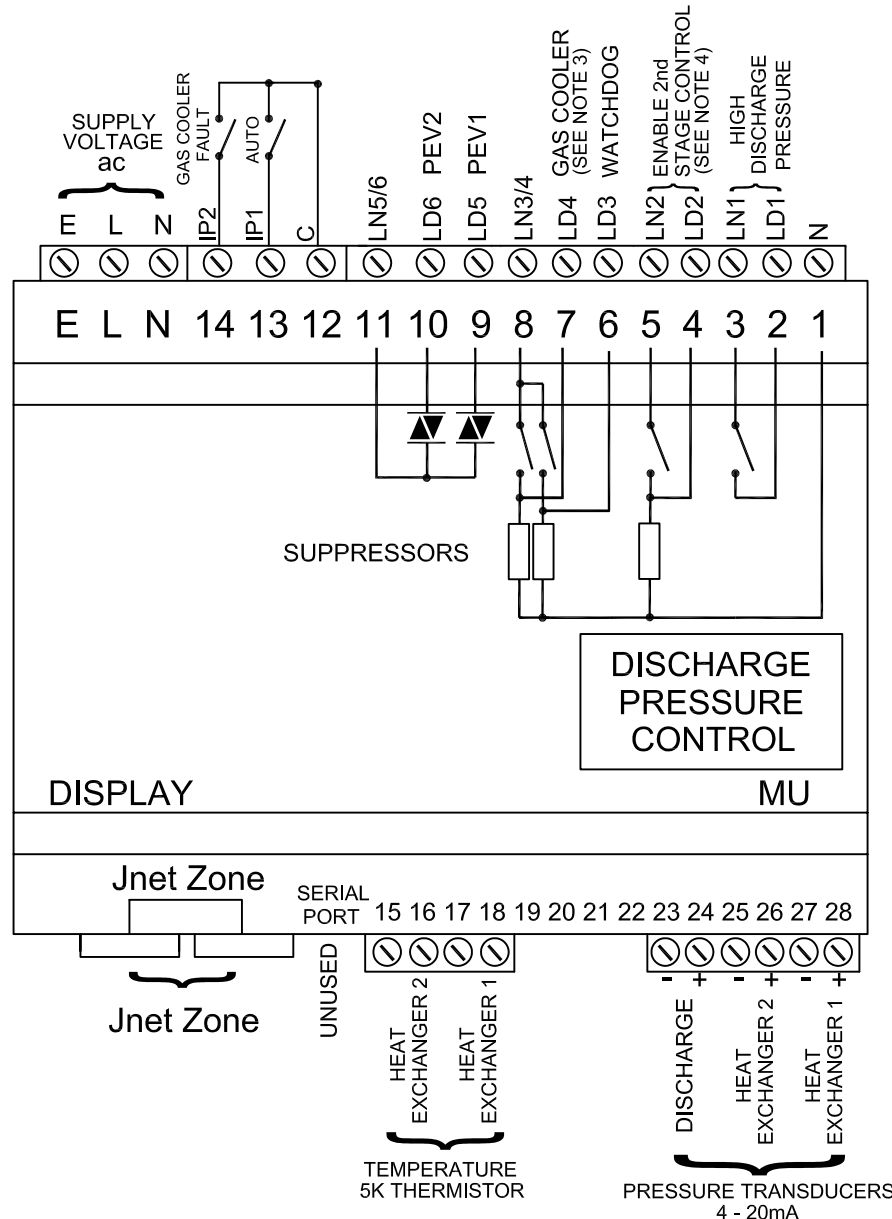 SUPPLY
VOLTAGE
ac
E L N
GAS COOLER
FAULT
AUTO
IP2
IP1
C
LN5/6
LD6 PEV2
LD5 PEV1
LN3/4
LD4 GAS COOLER
(SEE NOTE 3)
LD3 WATCHDOG
LN2
LD2
ENABLE 2nd
STAGE CONTROL
(SEE NOTE 4)
LN1
LD1
HIGH
DISCHARGE
PRESSURE
N
E L N 14 13 12 11 10 9 8 7 6 5 4 3 2 1
SUPPRESSORS
DISCHARGE
PRESSURE
CONTROL
DISPLAY
MU
Jnet Zone
SERIAL
PORT
15 16 17 18 19 20 21 22 23 24 25 26 27 28
Jnet Zone
UNUSED
HEAT
EXCHANGER 2
HEAT
EXCHANGER 1
TEMPERATURE
5K THERMISTOR
- + - + - +
DISCHARGE
HEAT
EXCHANGER 2
HEAT
EXCHANGER 1
PRESSURE TRANSDUCERS
4 - 20mA